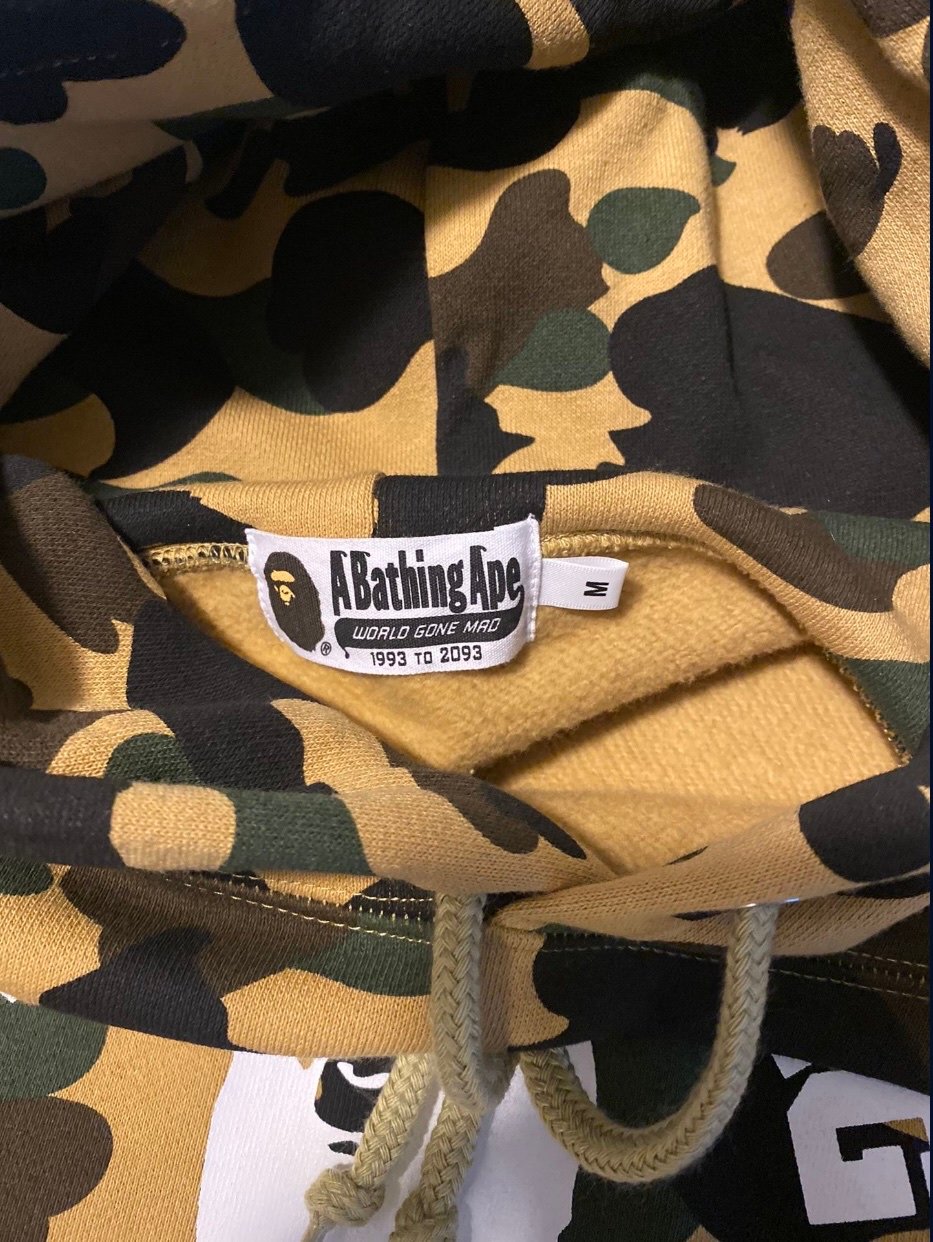 A Bathing Ape
®
WORLD GONE MAD
1993 TO 2093
M
G